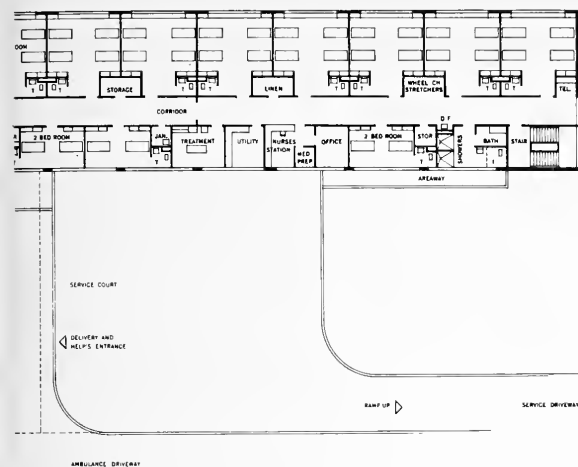 OOM
T
T
STORAGE
T
T
LINEN
T
T
WHEEL CH
STRETCHERS
T
TEL.
CORRIDOR
D F
2 BED ROOM
JAN.
T
TREATMENT
UTILITY
NURSES
STATION
MED
PREP
OFFICE
2 BED ROOM
STOR
T
SHOWERS
BATH
T
STAIR
T
AREAWAY
SERVICE COURT
DELIVERY AND
HELP'S ENTRANCE
RAMP UP
SERVICE DRIVEWAY
AMBULANCE DRIVEWAY